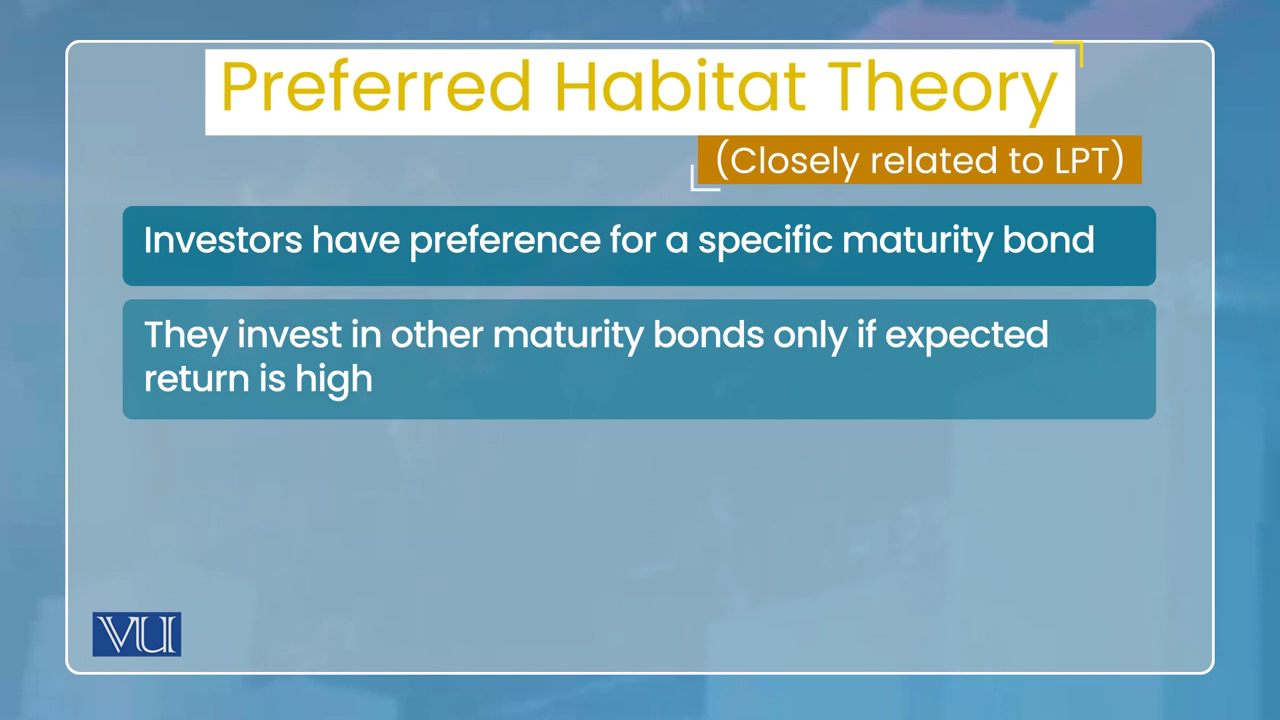 Preferred Habitat Theory
(Closely related to LPT)
Investors have preference for a specific maturity bond
They invest in other maturity bonds only if expected
return is high
VU